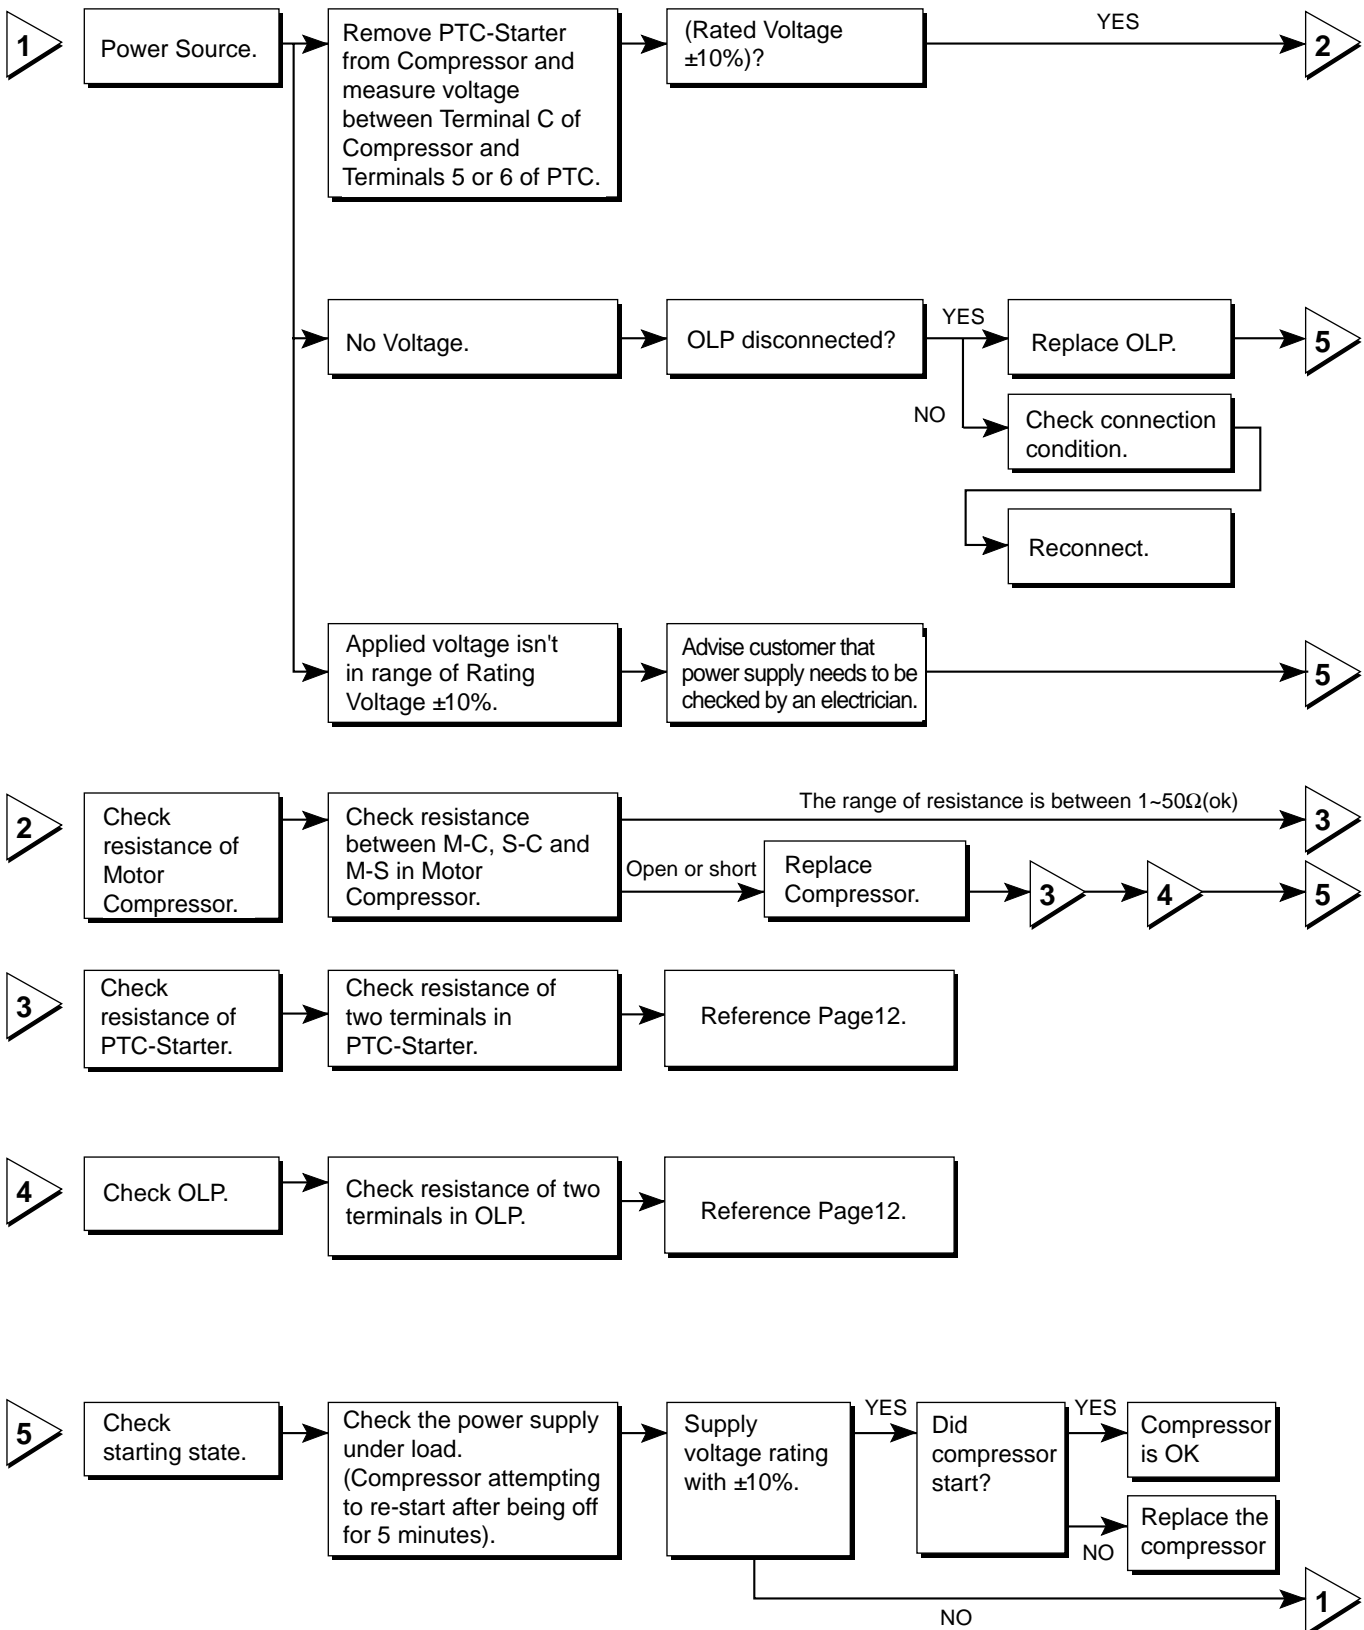 1
Power Source.
Remove PTC-Starter
from Compressor and
measure voltage
between Terminal C of
Compressor and
Terminals 5 or 6 of PTC.
(Rated Voltage
±10%)?
YES
2
No Voltage.
OLP disconnected?
YES
Replace OLP.
5
NO
Check connection
condition.
Reconnect.
Applied voltage isn't
in range of Rating
Voltage ±10%.
Advise customer that
power supply needs to be
checked by an electrician.
5
2
Check
resistance of
Motor
Compressor.
Check resistance
between M-C, S-C and
M-S in Motor
Compressor.
The range of resistance is between 1~50Ω(ok)
3
Open or short
Replace
Compressor.
3
4
5
3
Check
resistance of
PTC-Starter.
Check resistance of
two terminals in
PTC-Starter.
Reference Page12.
4
Check OLP.
Check resistance of two
terminals in OLP.
Reference Page12.
5
Check
starting state.
Check the power supply
under load.
(Compressor attempting
to re-start after being off
for 5 minutes).
Supply
voltage rating
with ±10%.
YES
Did
compressor
start?
YES
Compressor
is OK
NO
Replace the
compressor
NO
1